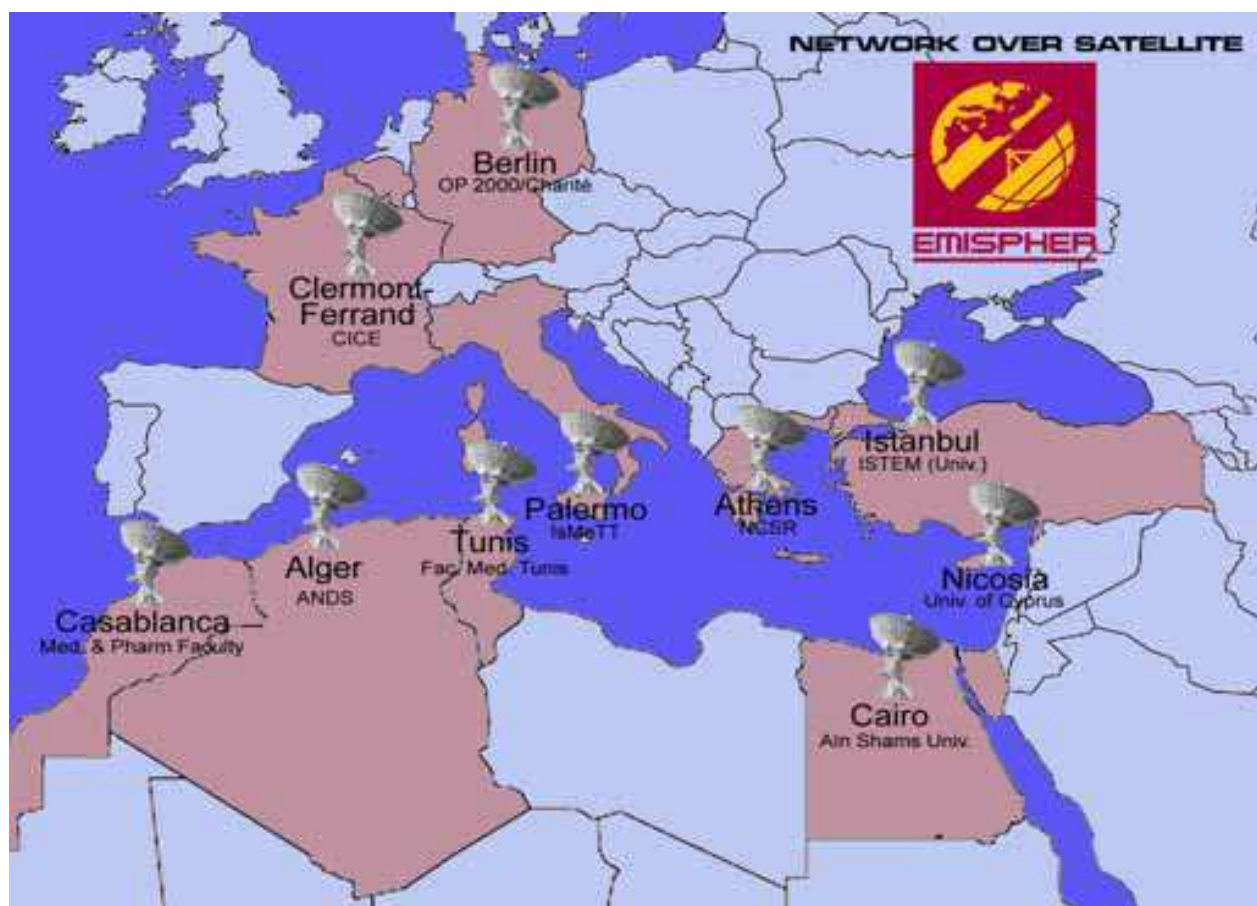 NETWORK OVER SATELLITE
EMISPHER
Berlin
OP 2000/Charité
Clermont-
Ferrand
CICE
Istanbul
ISTEM (Univ.)
Palermo
IsMeTT
Athens
NCSR
Tunis
Fac. Med. Tunis
Alger
ANDS
Nicosia
Univ. of Cyprus
Casablanca
Med. & Pharm Faculty
Cairo
Ain Shams Univ.